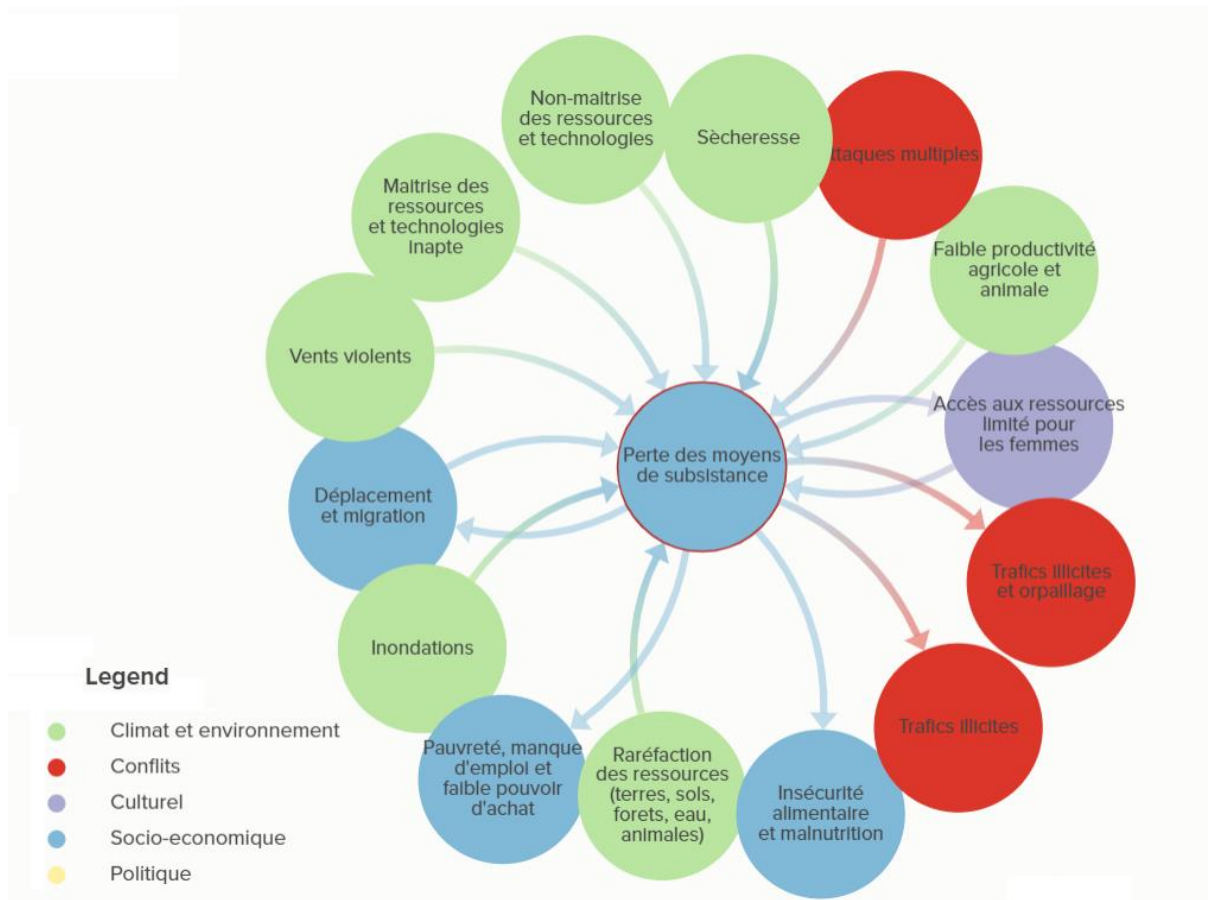 Non-maitrise
des ressources
et technologies
Sècheresse
ttaques multiples
Maitrise des
ressources
et technologies
inapte
Faible productivité
agricole et
animale
Vents violents
Accès aux ressources
limité pour
les femmes
Perte des moyens
de subsistance
Déplacement
et migration
Trafics illicites
et orpaillage
Inondations
Trafics illicites
Pauvreté, manque
d'emploi et
faible pouvoir
d'achat
Raréfaction
des ressources
(terres, sols,
forets, eau,
animales)
Insécurité
alimentaire
et malnutrition
Legend
Climat et environnement
Conflits
Culturel
Socio-economique
Politique